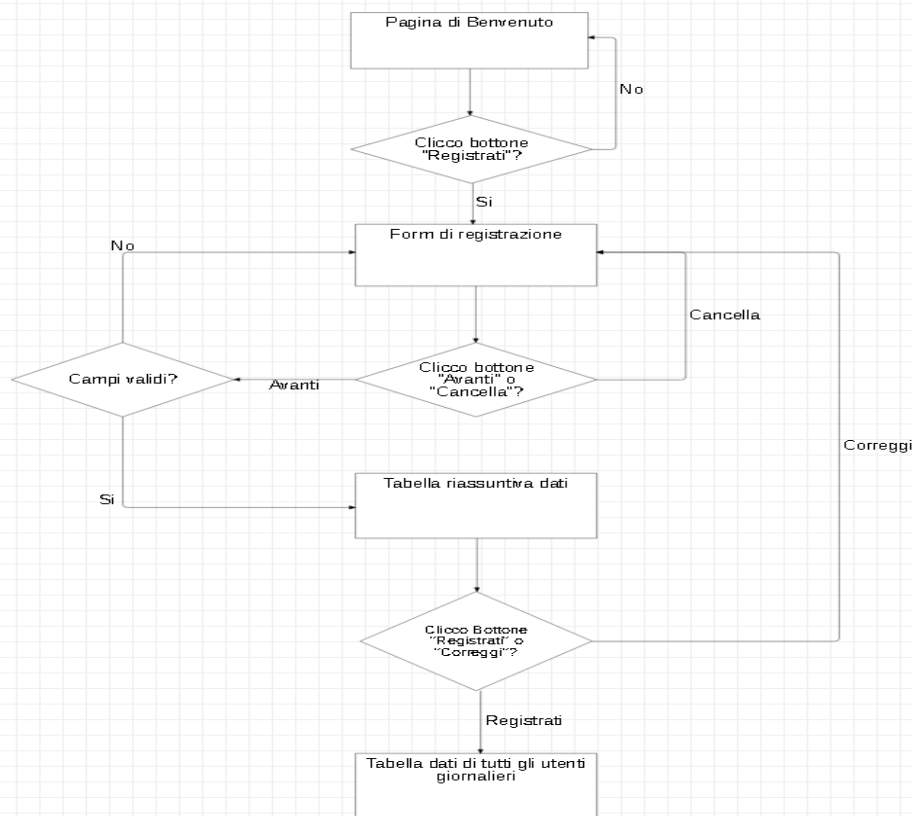 Pagina di Benvenuto
No
Clicco bottone
"Registrati"?
Si
Form di registrazione
No
Cancella
Clicco bottone
"Avanti" o
"Cancella"?
Campi validi?
Avanti
Correggi
Tabella riassuntiva dati
Si
Clicco Bottone
"Registrati" o
"Correggi"?
Registrati
Tabella dati di tutti gli utenti
giornalieri